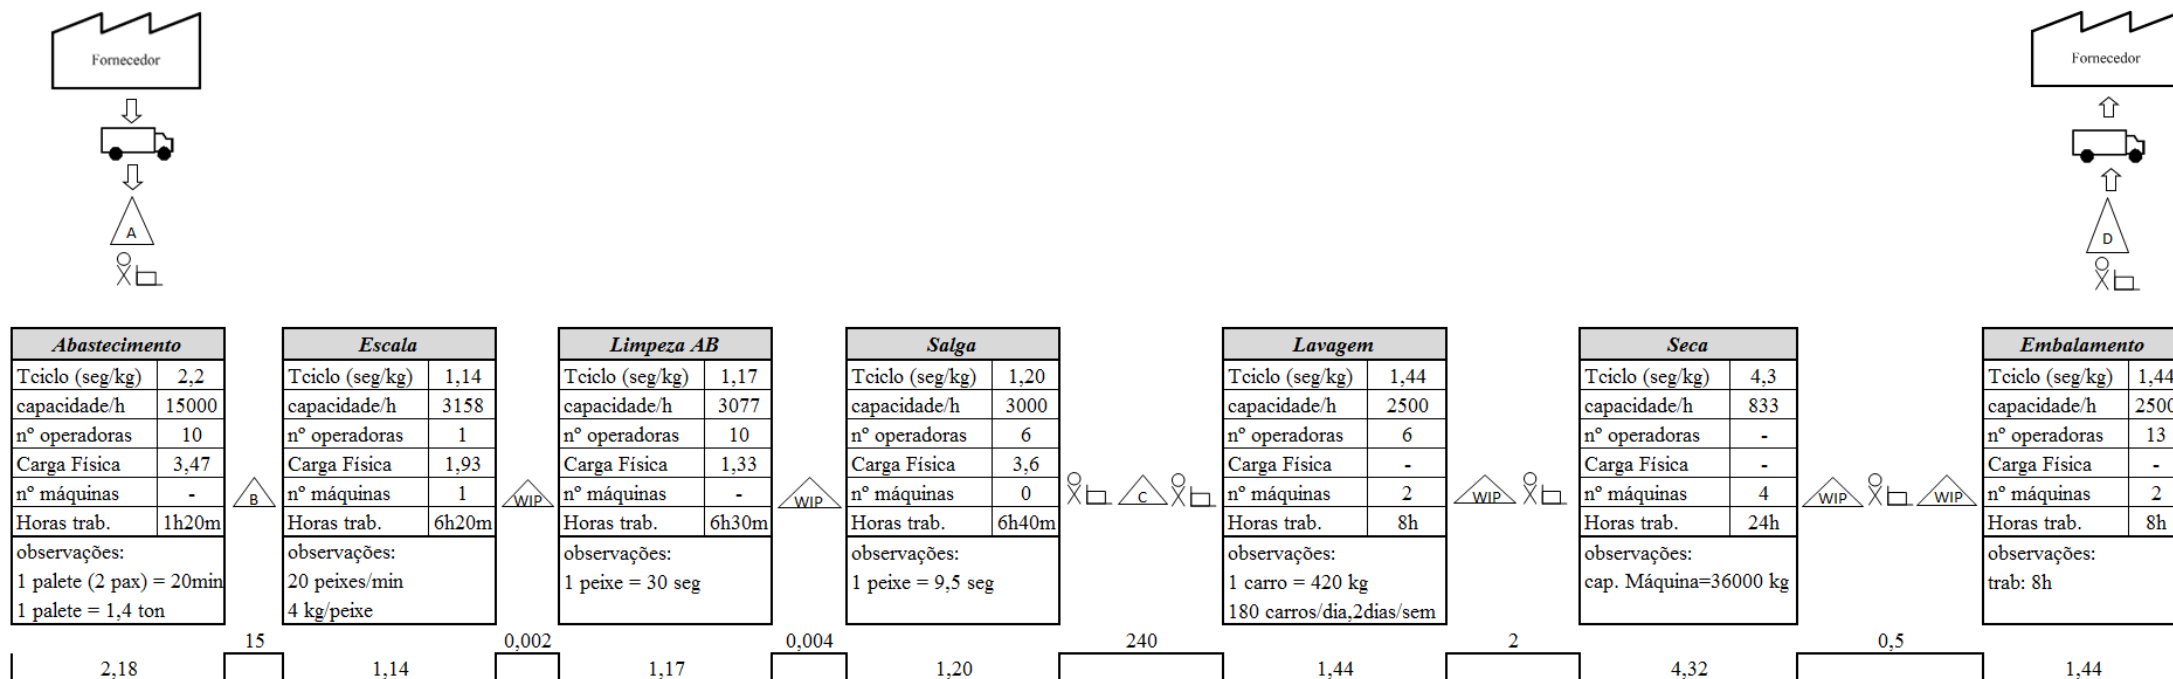 Fornecedor
Fornecedor
A
D
Abastecimento
Tciclo (seg/kg) 2,2
capacidade/h 15000
nº operadoras 10
Carga Física 3,47
nº máquinas -
Horas trab. 1h20m
observações:
1 palete (2 pax) = 20min
1 palete = 1,4 ton
B
Escala
Tciclo (seg/kg) 1,14
capacidade/h 3158
nº operadoras 1
Carga Física 1,93
nº máquinas 1
Horas trab. 6h20m
observações:
20 peixes/min
4 kg/peixe
WIP
Limpeza AB
Tciclo (seg/kg) 1,17
capacidade/h 3077
nº operadoras 10
Carga Física 1,33
nº máquinas -
Horas trab. 6h30m
observações:
1 peixe = 30 seg
WIP
Salga
Tciclo (seg/kg) 1,20
capacidade/h 3000
nº operadoras 6
Carga Física 3,6
nº máquinas 0
Horas trab. 6h40m
observações:
1 peixe = 9,5 seg
C
Lavagem
Tciclo (seg/kg) 1,44
capacidade/h 2500
nº operadoras 6
Carga Física -
nº máquinas 2
Horas trab. 8h
observações:
1 carro = 420 kg
180 carros/dia,2dias/sem
WIP
Seca
Tciclo (seg/kg) 4,3
capacidade/h 833
nº operadoras -
Carga Física -
nº máquinas 4
Horas trab. 24h
observações:
cap. Máquina=36000 kg
WIP
WIP
Embalamento
Tciclo (seg/kg) 1,44
capacidade/h 2500
nº operadoras 13
Carga Física -
nº máquinas 2
Horas trab. 8h
observações:
trab: 8h
15 0,002 0,004 240 2 0,5
2,18 1,14 1,17 1,20 1,44 4,32 1,44